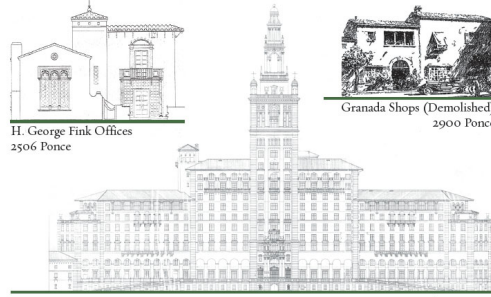 H. George Fink Offices
2506 Ponce
Granada Shops (Demolished)
2900 Ponce